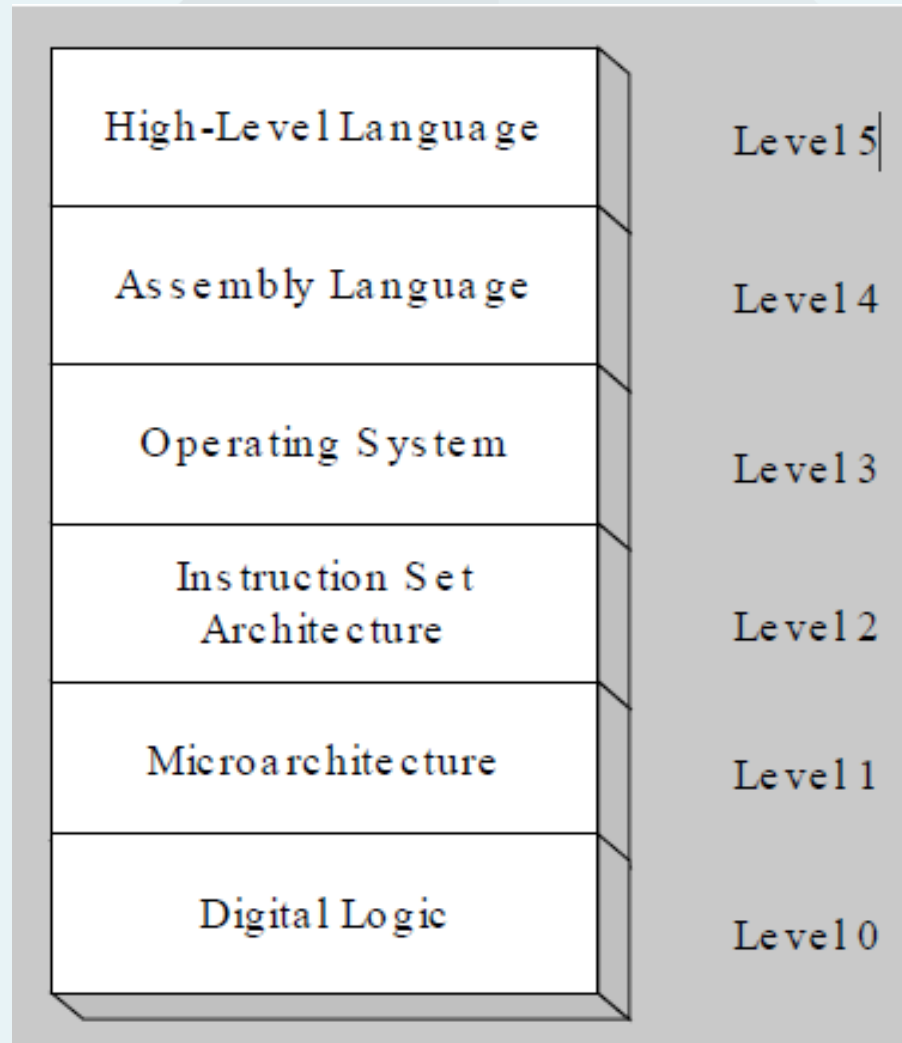 High-Level Language
Level 5
Assembly Language
Level 4
Operating System
Level 3
Instruction Set
Architecture
Level 2
Microarchitecture
Level 1
Digital Logic
Level 0